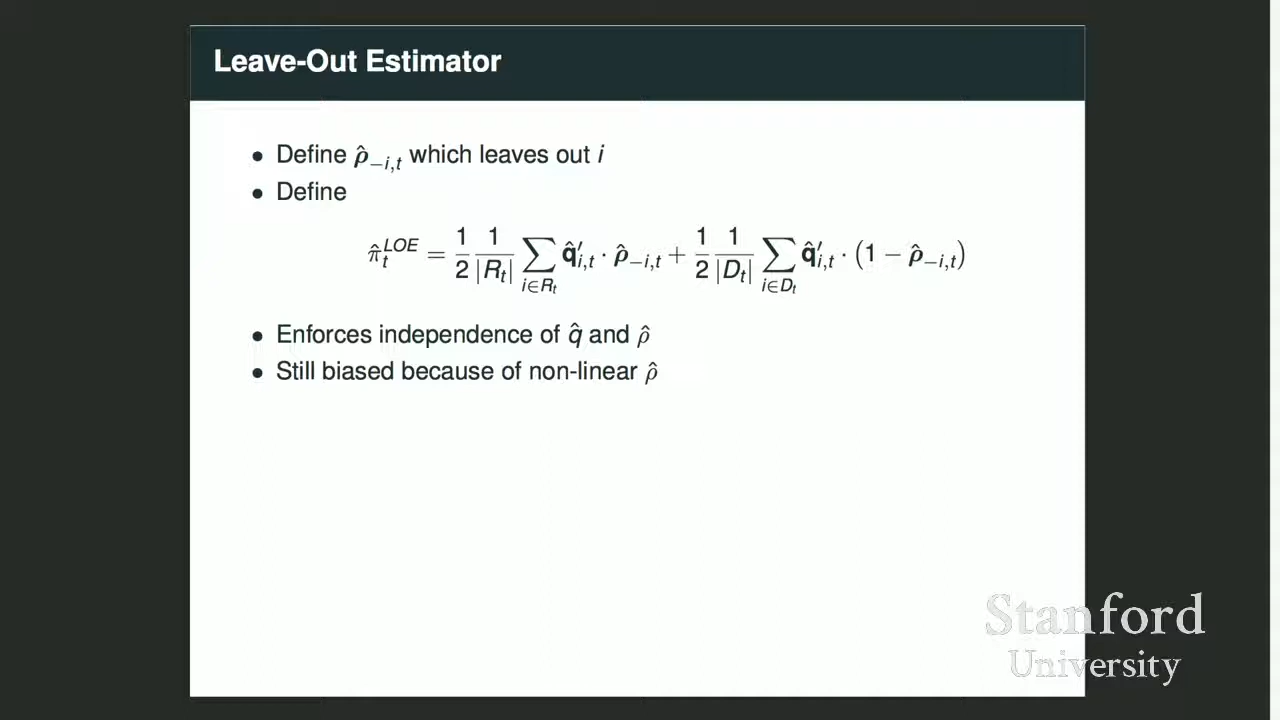 Leave-Out Estimator
• Define ρ̂₋ᵢ,ₜ which leaves out i
• Define
π̂ₜᴸᴼᴱ = 1/2 1/|Rₜ| ∑_{i∈Rₜ} q̂′ᵢ,ₜ · ρ̂₋ᵢ,ₜ + 1/2 1/|Dₜ| ∑_{i∈Dₜ} q̂′ᵢ,ₜ · (1 − ρ̂₋ᵢ,ₜ)
• Enforces independence of q̂ and ρ̂
• Still biased because of non-linear ρ̂
Stanford
University